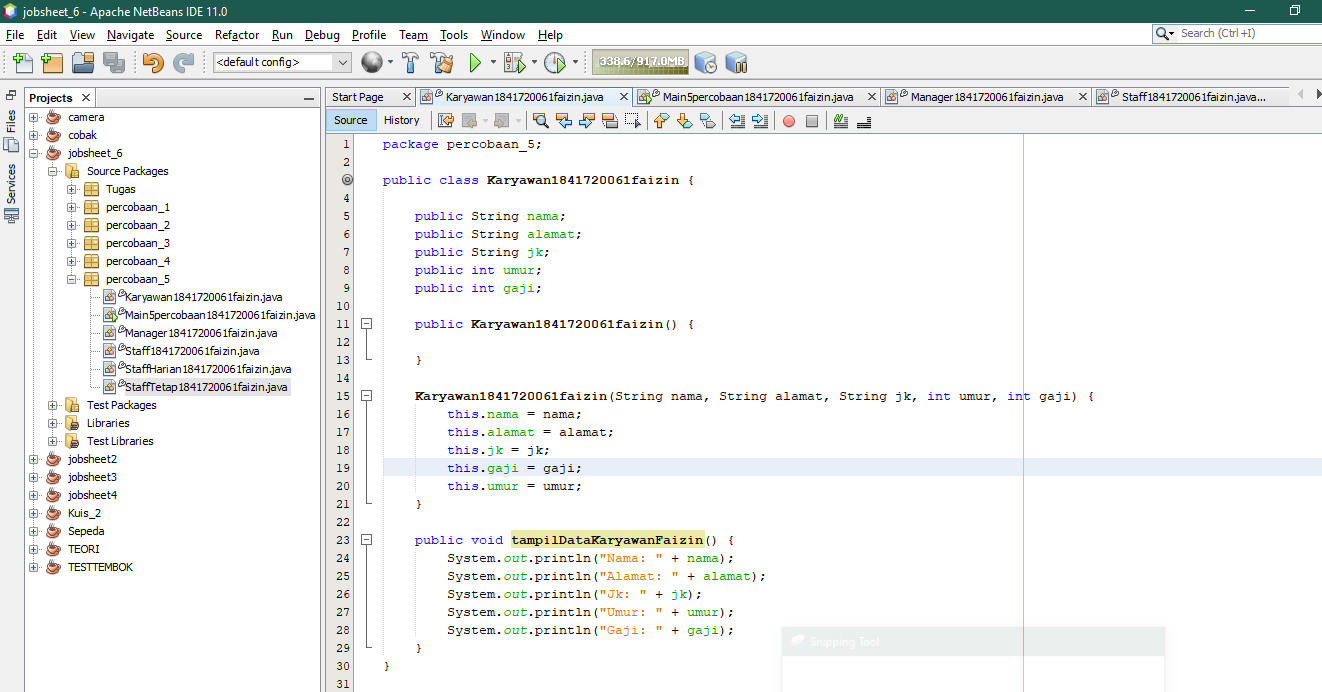 jobsheet_6 - Apache NetBeans IDE 11.0
File Edit View Navigate Source Refactor Run Debug Profile Team Tools Window Help
Search (Ctrl+I)
<default config>
338.6/917.0MB
Files
Services
Projects
camera
cobak
jobsheet_6
Source Packages
Tugas
percobaan_1
percobaan_2
percobaan_3
percobaan_4
percobaan_5
Karyawan1841720061faizin.java
Main5percobaan1841720061faizin.java
Manager1841720061faizin.java
Staff1841720061faizin.java
StaffHarian1841720061faizin.java
StaffTetap1841720061faizin.java
Test Packages
Libraries
Test Libraries
jobsheet2
jobsheet3
jobsheet4
Kuis_2
Sepeda
TEORI
TESTTEMBOK
Start Page Karyawan1841720061faizin.java Main5percobaan1841720061faizin.java Manager1841720061faizin.java Staff1841720061faizin.java...
Source History
1 package percobaan_5;
2
public class Karyawan1841720061faizin {
4
5 public String nama;
6 public String alamat;
7 public String jk;
8 public int umur;
9 public int gaji;
10
11 public Karyawan1841720061faizin() {
12
13 }
14
15 Karyawan1841720061faizin(String nama, String alamat, String jk, int umur, int gaji) {
16 this.nama = nama;
17 this.alamat = alamat;
18 this.jk = jk;
19 this.gaji = gaji;
20 this.umur = umur;
21 }
22
23 public void tampilDataKaryawanFaizin() {
24 System.out.println("Nama: " + nama);
25 System.out.println("Alamat: " + alamat);
26 System.out.println("Jk: " + jk);
27 System.out.println("Umur: " + umur);
28 System.out.println("Gaji: " + gaji);
29 }
30 }
31
Snipping Tool